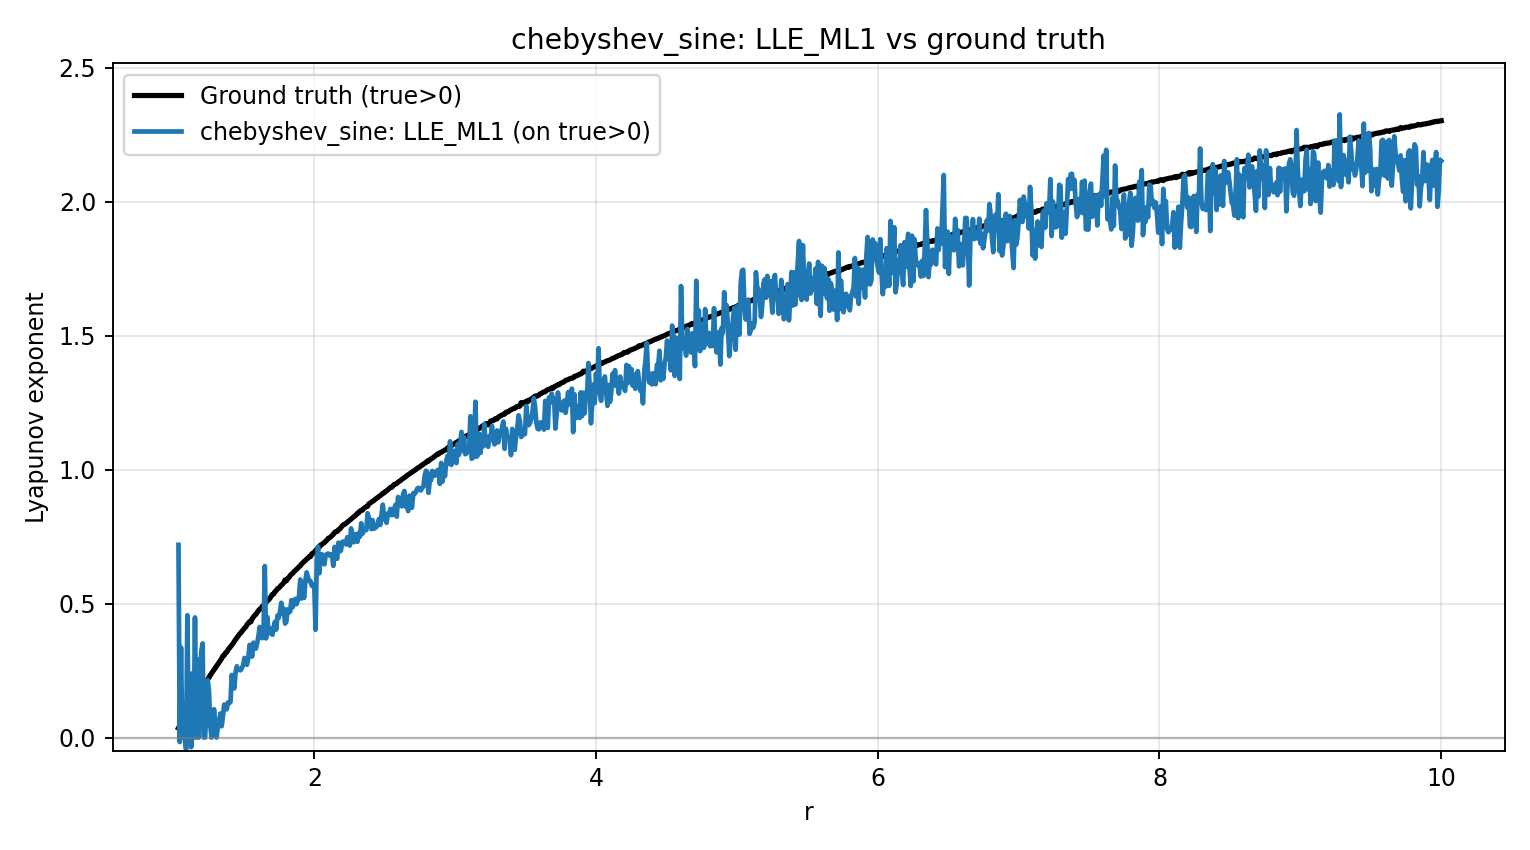 chebyshev_sine: LLE_ML1 vs ground truth
Ground truth (true>0)
chebyshev_sine: LLE_ML1 (on true>0)
2.5
2.0
1.5
1.0
0.5
0.0
Lyapunov exponent
2 4 6 8 10
r